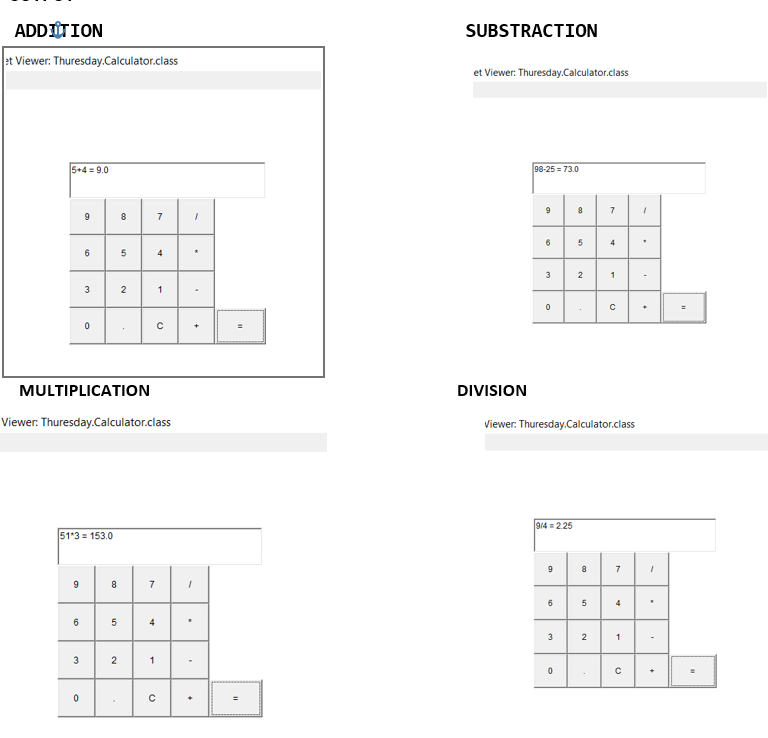 ADDITION
et Viewer: Thuresday.Calculator.class
5+4 = 9.0
9 8 7 /
6 5 4 *
3 2 1 -
0 . C + =
SUBSTRACTION
et Viewer: Thuresday.Calculator.class
98-25 = 73.0
9 8 7 /
6 5 4 *
3 2 1 -
0 . C + =
MULTIPLICATION
Viewer: Thuresday.Calculator.class
51*3 = 153.0
9 8 7 /
6 5 4 *
3 2 1 -
0 . C + =
DIVISION
Viewer: Thuresday.Calculator.class
9/4 = 2.25
9 8 7 /
6 5 4 *
3 2 1 -
0 . C + =